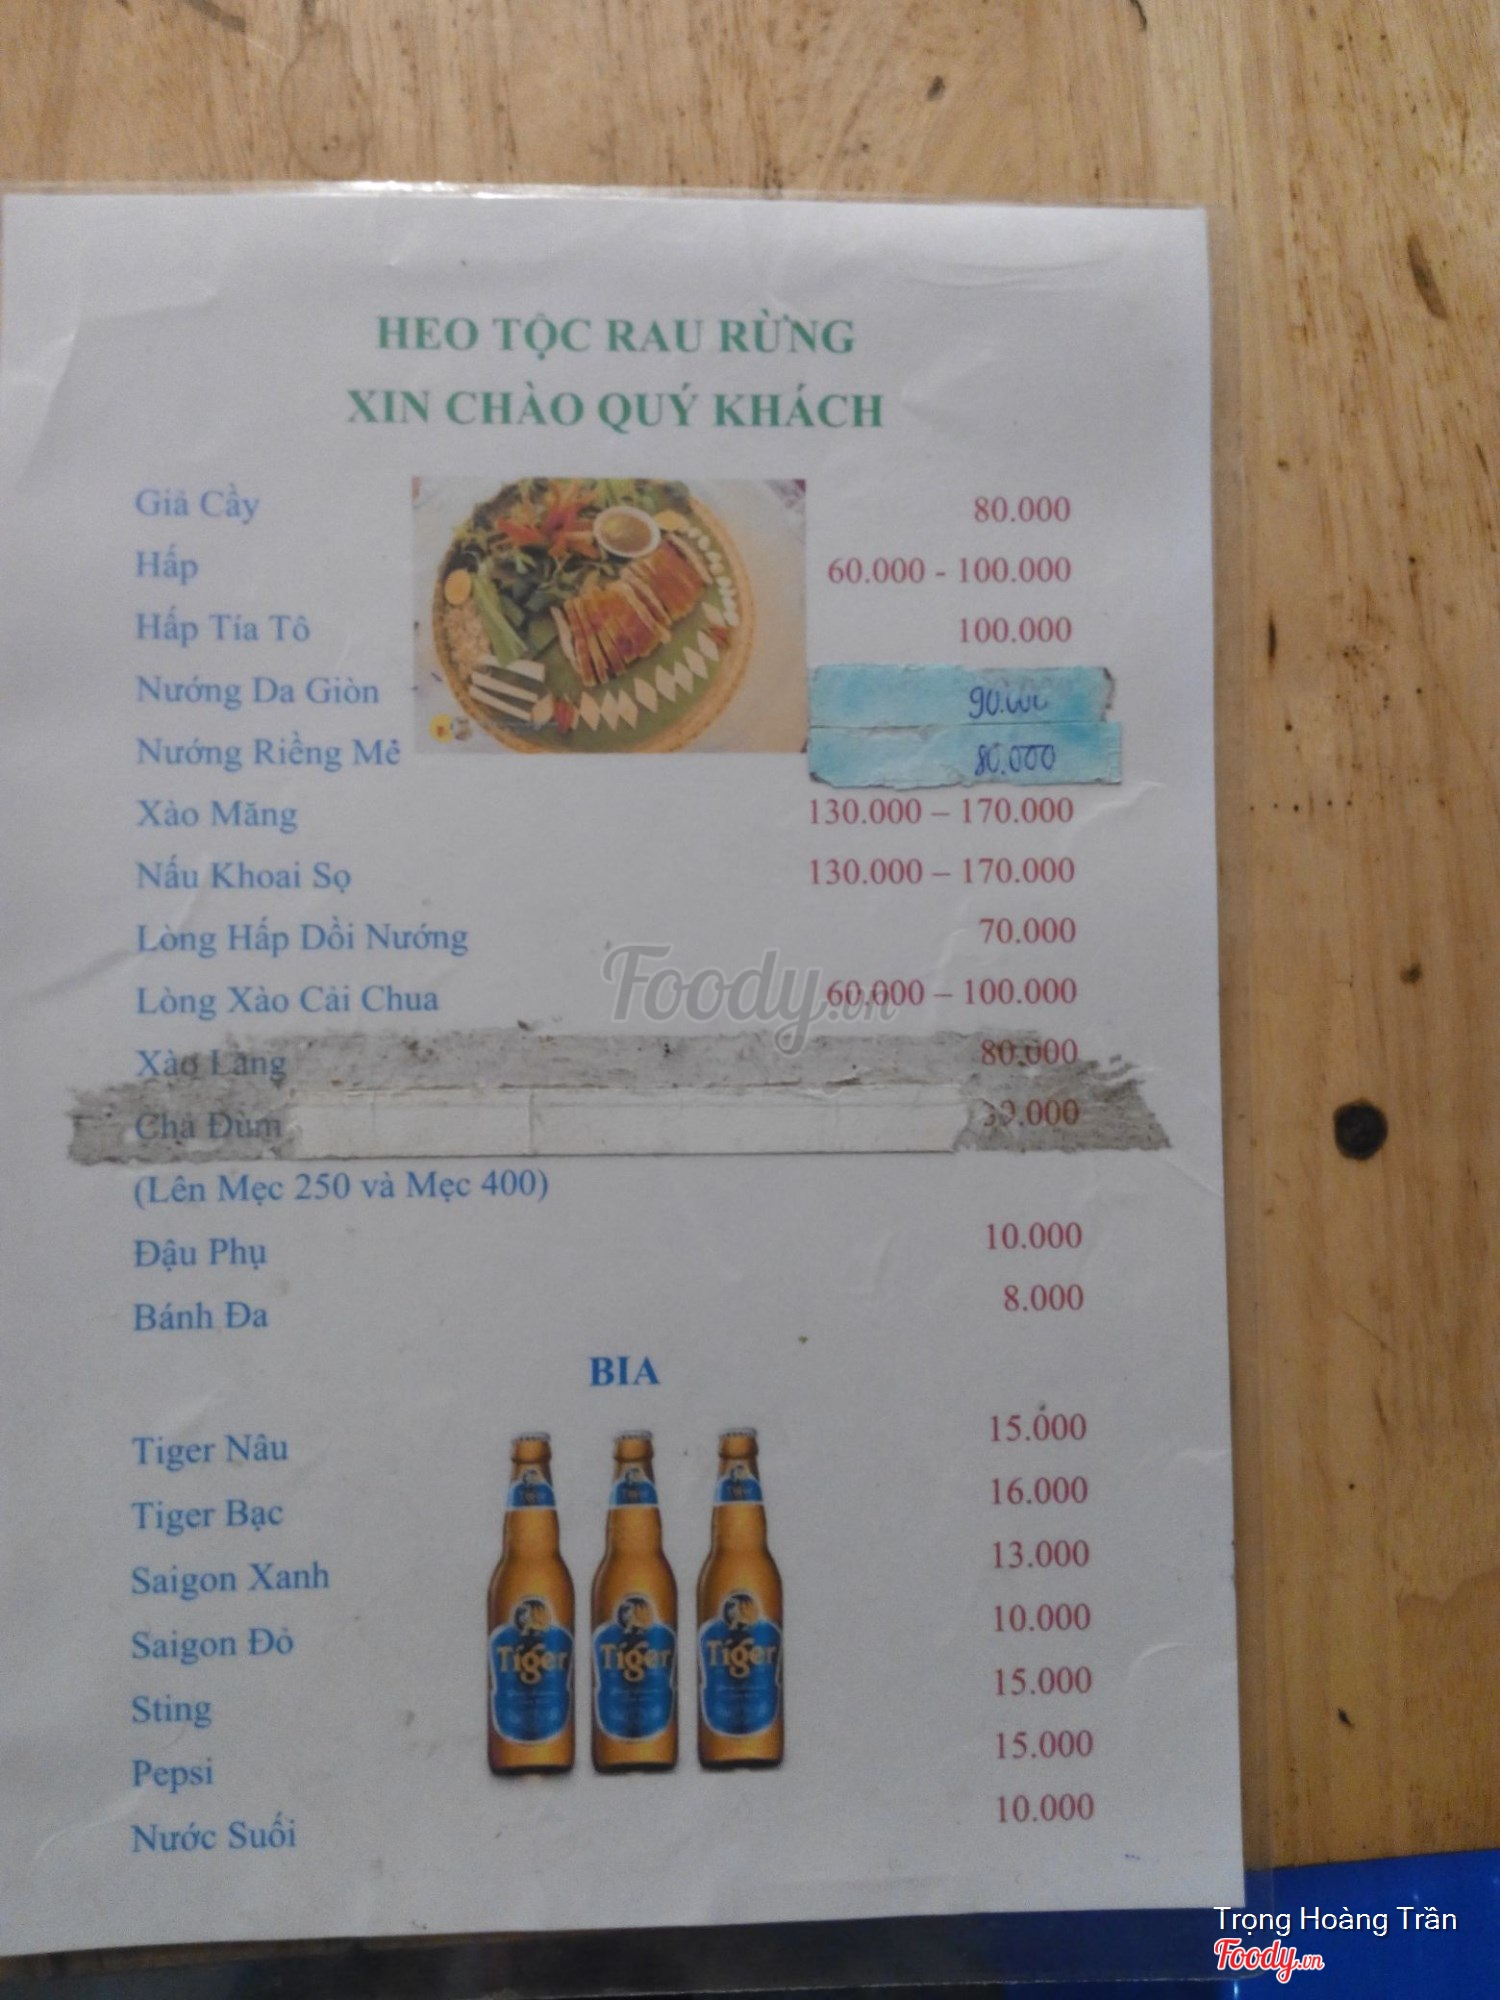 HEO TỘC RAU RỪNG
XIN CHÀO QUÝ KHÁCH
Giả Cầy 80.000
Hấp 60.000 - 100.000
Hấp Tía Tô 100.000
Nướng Da Giòn 90.000
Nướng Riềng Mẻ 80.000
Xào Măng 130.000 – 170.000
Nấu Khoai Sọ 130.000 – 170.000
Lòng Hấp Dồi Nướng 70.000
Lòng Xào Cải Chua 60.000 – 100.000
Xào Lăng 80.000
Chả Đùm
(Lên Mẹc 250 và Mẹc 400)
Đậu Phụ 10.000
Bánh Đa 8.000
BIA
Tiger Nâu 15.000
Tiger Bạc 16.000
Saigon Xanh 13.000
Saigon Đỏ 10.000
Sting 15.000
Pepsi 15.000
Nước Suối 10.000
Tiger Tiger Tiger
Foody.vn
Trọng Hoàng Trần
Foody.vn